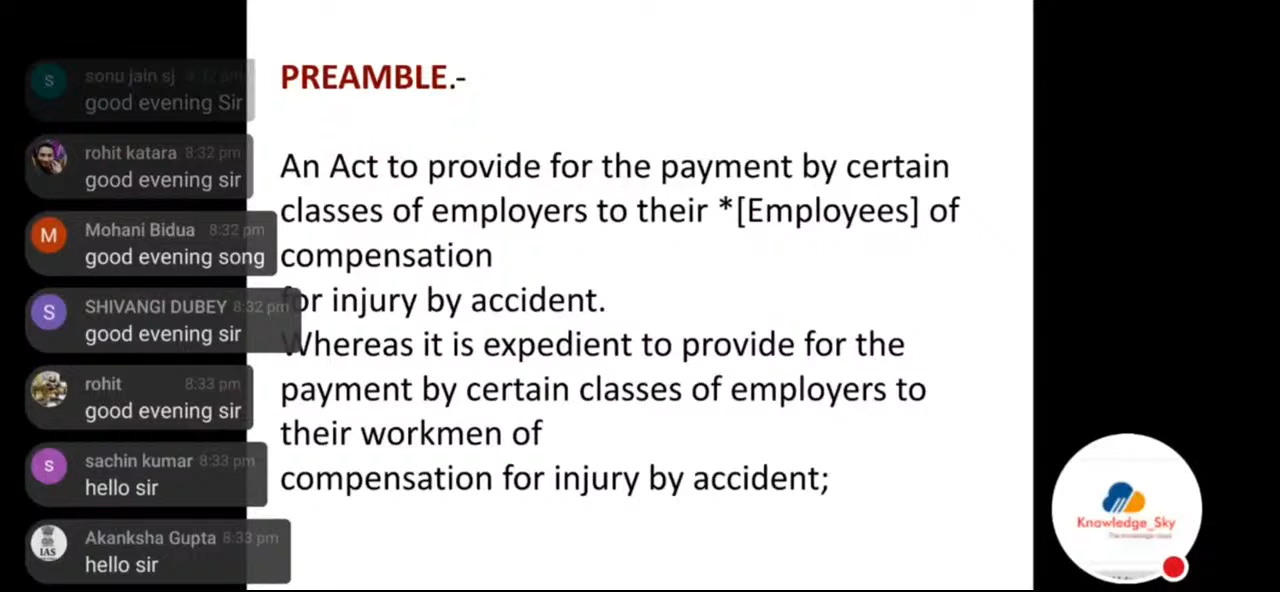 PREAMBLE.-
An Act to provide for the payment by certain
classes of employers to their *[Employees] of
compensation
for injury by accident.
Whereas it is expedient to provide for the
payment by certain classes of employers to
their workmen of
compensation for injury by accident;
sonu jain sj
good evening Sir
rohit katara 8:32 pm
good evening sir
M
Mohani Bidua 8:32 pm
good evening song
S
SHIVANGI DUBEY 8:32 pm
good evening sir
rohit 8:33 pm
good evening sir
s
sachin kumar 8:33 pm
hello sir
IAS
Akanksha Gupta 8:33 pm
hello sir
s
Knowledge_Sky